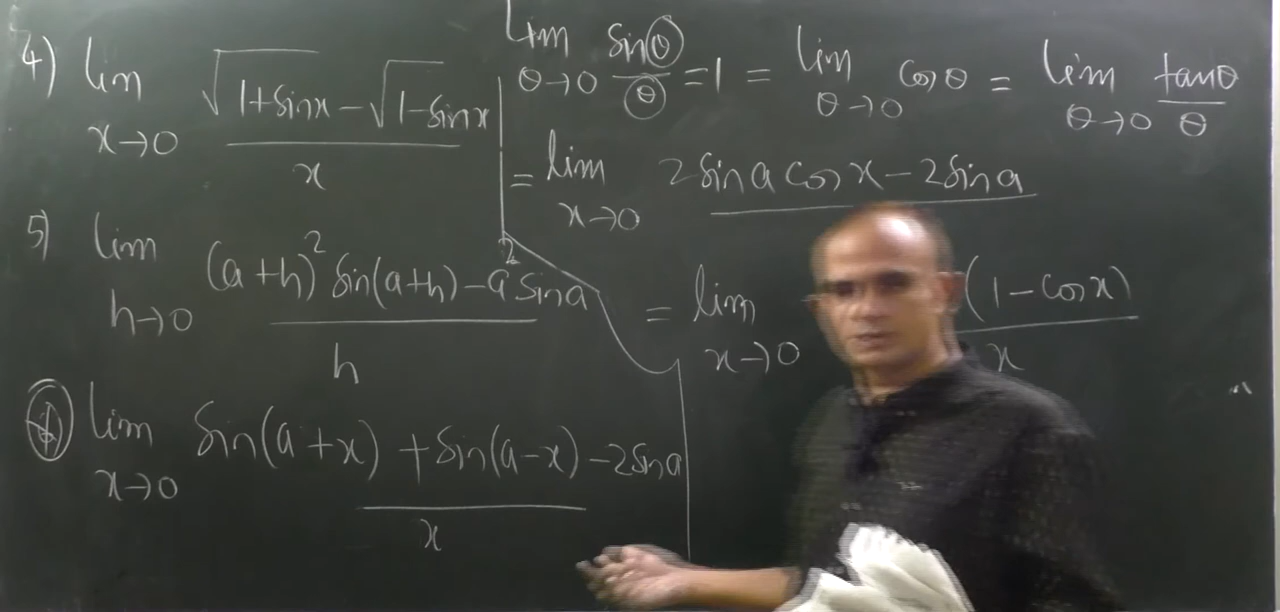 4) lim x→0 (√(1+sinx) − √(1−sinx)) / x
5) lim h→0 ((a+h)² sin(a+h) − a² sina) / h
lim x→0 (sin(a+x) + sin(a−x) − 2sina) / x
lim θ→0 sinθ/θ = 1 = lim θ→0 cosθ = lim θ→0 tanθ/θ
= lim x→0 2sina cosx − 2sina
= lim x→0 (1−cosx) / x